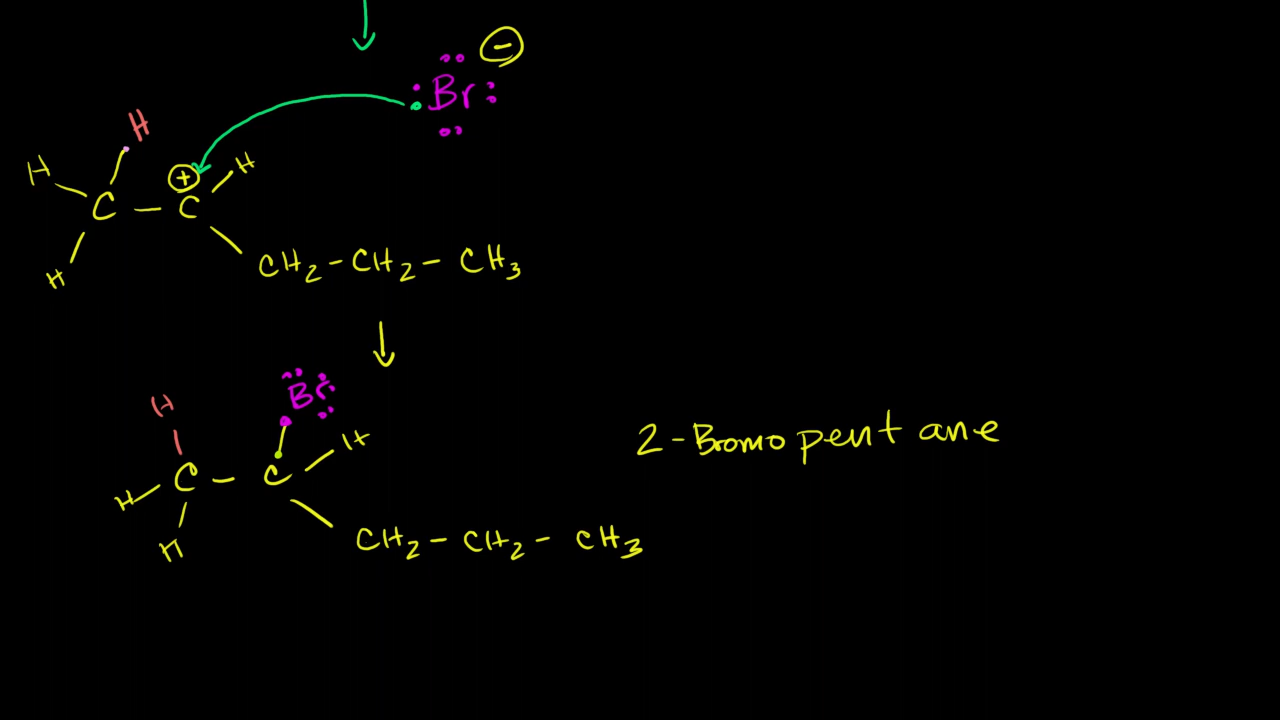 −
Br
H
H + H
C − C
H
CH2 − CH2 − CH3
Br
H
H
C − C
H
2-Bromopentane
H
CH2 − CH2 − CH3